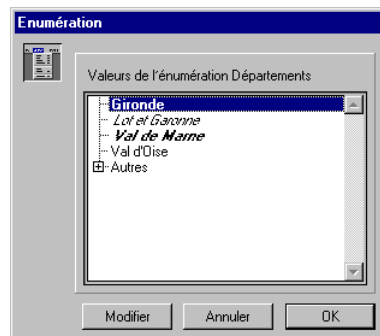 Enumération
Valeurs de l'énumération Départements
Gironde
Lot et Garonne
Val de Marne
Val d'Oise
Autres
Modifier Annuler OK